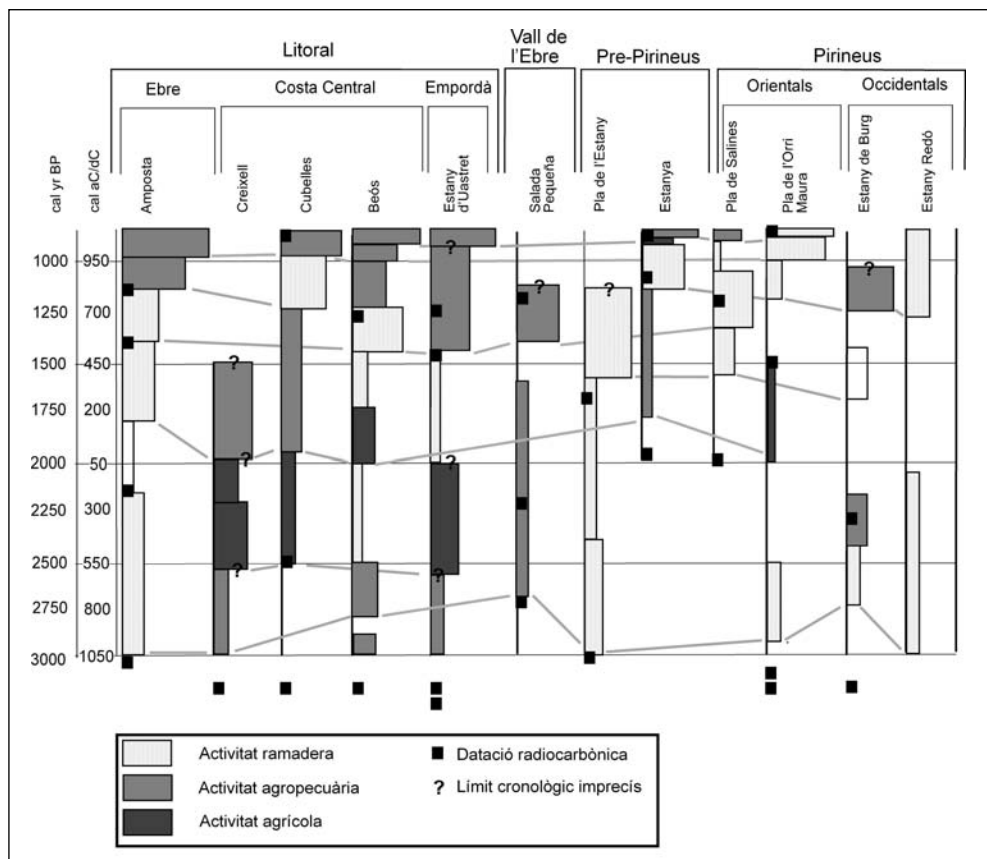 Litoral
Vall de
l'Ebre
Pre-Pirineus
Pirineus
Ebre
Costa Central
Empordà
Orientals
Occidentals
cal yr BP
cal aC/dC
Amposta
Creixell
Cubelles
Beós
Estany
d'Uastret
Salada
Pequeña
Pla de l'Estany
Estanya
Pla de Salines
Pla de l'Orri
Maura
Estany de Burg
Estany Redó
? ?
1000 950
? ?
1250 700
1500 450
?
1750 200
2000 50
? ?
2250 300
2500 550
? ?
2750 800
3000 1050
Activitat ramadera
Datació radiocarbònica
Activitat agropecuària
? Límit cronològic imprecís
Activitat agrícola